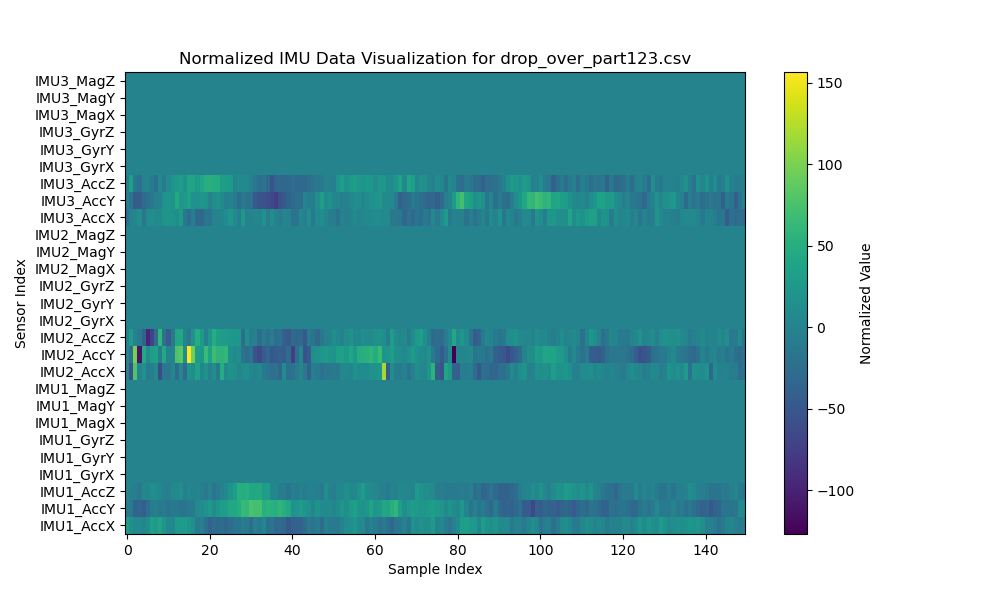 Normalized IMU Data Visualization for drop_over_part123.csv
IMU3_MagZ
IMU3_MagY
IMU3_MagX
IMU3_GyrZ
IMU3_GyrY
IMU3_GyrX
IMU3_AccZ
IMU3_AccY
IMU3_AccX
IMU2_MagZ
IMU2_MagY
IMU2_MagX
IMU2_GyrZ
IMU2_GyrY
IMU2_GyrX
IMU2_AccZ
IMU2_AccY
IMU2_AccX
IMU1_MagZ
IMU1_MagY
IMU1_MagX
IMU1_GyrZ
IMU1_GyrY
IMU1_GyrX
IMU1_AccZ
IMU1_AccY
IMU1_AccX
Sensor Index
0 20 40 60 80 100 120 140
Sample Index
150
100
50
0
−50
−100
Normalized Value